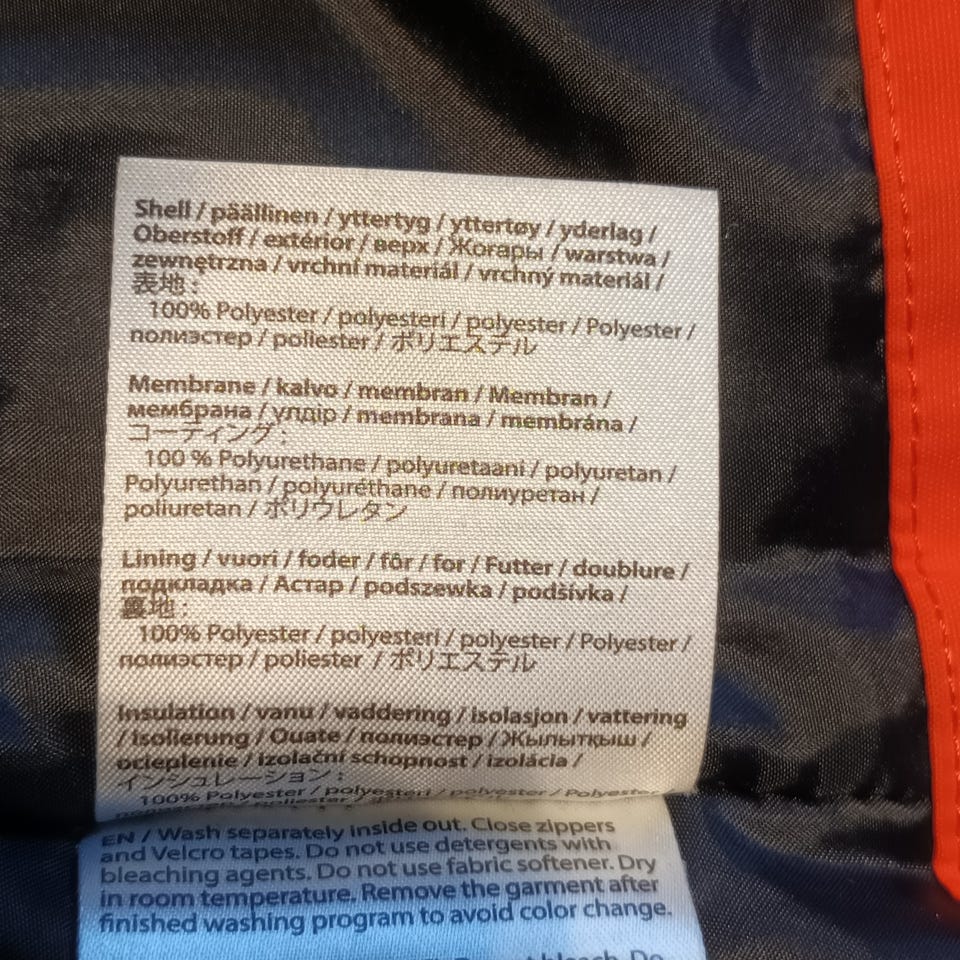 Shell / päällinen / yttertyg / yttertøy / yderlag /
Oberstoff / extérior / верх / Жоғары / warstwa /
zewnętrzna / vrchní materiál / vrchný materiál /
表地 :
100% Polyester / polyesteri / polyester / Polyester /
полиэстер / poliester / ポリエステル
Membrane / kalvo / membran / Membran /
мембрана / үлдір / membrana / membrána /
コーティング :
100 % Polyurethane / polyuretaani / polyuretan /
Polyurethan / polyuréthane / полиуретан /
poliuretan / ポリウレタン
Lining / vuori / foder / fôr / for / Futter / doublure /
подкладка / Астар / podszewka / podšívka /
裏地 :
100% Polyester / polyesteri / polyester / Polyester /
полиэстер / poliester / ポリエステル
Insulation / vanu / vaddering / isolasjon / vattering
/ Isolierung / Ouate / полиэстер / Жылытқыш /
ocieplenie / izolační schopnost / izolácia /
インシュレーション :
100% Polyester / polyesteri / polyester / Polyester
EN / Wash separately inside out. Close zippers
and Velcro tapes. Do not use detergents with
bleaching agents. Do not use fabric softener. Dry
in room temperature. Remove the garment after
finished washing program to avoid color change.
bleach. Do